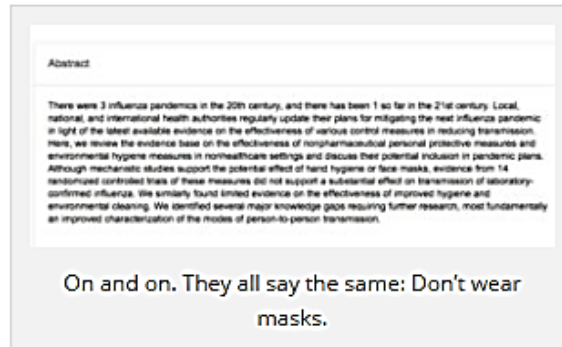 Abstract
There were 3 influenza pandemics in the 20th century, and there has been 1 so far in the 21st century. Local,
national, and international health authorities regularly update their plans for mitigating the next influenza pandemic
in light of the latest available evidence on the effectiveness of various control measures in reducing transmission.
Here, we review the evidence base on the effectiveness of nonpharmaceutical personal protective measures and
environmental hygiene measures in nonhealthcare settings and discuss their potential inclusion in pandemic plans.
Although mechanistic studies support the potential effect of hand hygiene or face masks, evidence from 14
randomized controlled trials of these measures did not support a substantial effect on transmission of laboratory-
confirmed influenza. We similarly found limited evidence on the effectiveness of improved hygiene and
environmental cleaning. We identified several major knowledge gaps requiring further research, most fundamentally
an improved characterization of the modes of person-to-person transmission.
On and on. They all say the same: Don't wear
masks.